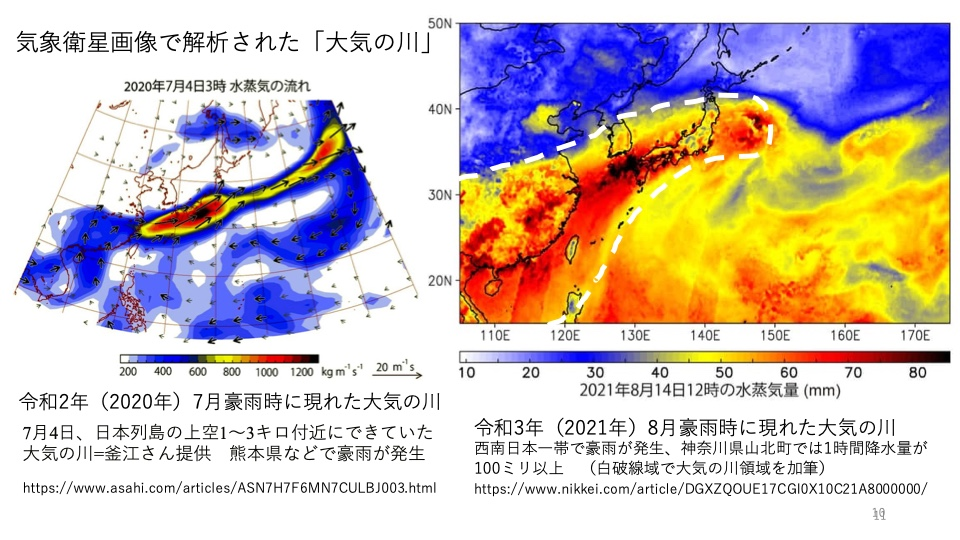 気象衛星画像で解析された「大気の川」
2020年7月4日3時 水蒸気の流れ
200 400 600 800 1000 1200 kg m⁻¹s⁻¹
20 m⁻¹s
令和2年（2020年）7月豪雨時に現れた大気の川
7月4日、日本列島の上空1～3キロ付近にできていた
大気の川=釜江さん提供　熊本県などで豪雨が発生
https://www.asahi.com/articles/ASN7H7F6MN7CULBJ003.html
50N
40N
30N
20N
110E 120E 130E 140E 150E 160E 170E
10 20 30 40 50 60 70 80
2021年8月14日12時の水蒸気量 (mm)
令和3年（2021年）8月豪雨時に現れた大気の川
西南日本一帯で豪雨が発生、神奈川県山北町では1時間降水量が
100ミリ以上　（白破線域で大気の川領域を加筆）
https://www.nikkei.com/article/DGXZQOUE17CGI0X10C21A8000000/